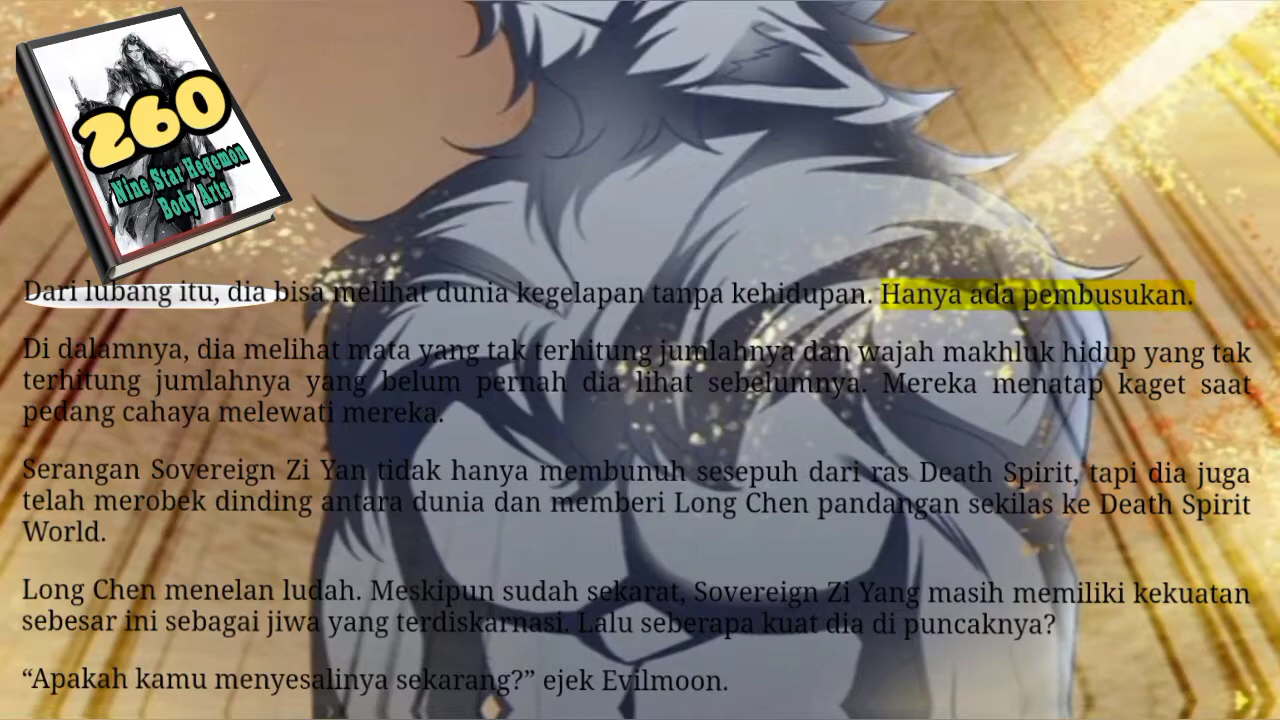 260
Nine Star Hegemon
Body Arts
Dari lubang itu, dia bisa melihat dunia kegelapan tanpa kehidupan. Hanya ada pembusukan.
Di dalamnya, dia melihat mata yang tak terhitung jumlahnya dan wajah makhluk hidup yang tak
terhitung jumlahnya yang belum pernah dia lihat sebelumnya. Mereka menatap kaget saat
pedang cahaya melewati mereka.
Serangan Sovereign Zi Yan tidak hanya membunuh sesepuh dari ras Death Spirit, tapi dia juga
telah merobek dinding antara dunia dan memberi Long Chen pandangan sekilas ke Death Spirit
World.
Long Chen menelan ludah. Meskipun sudah sekarat, Sovereign Zi Yang masih memiliki kekuatan
sebesar ini sebagai jiwa yang terdiskarnasi. Lalu seberapa kuat dia di puncaknya?
“Apakah kamu menyesalinya sekarang?” ejek Evilmoon.